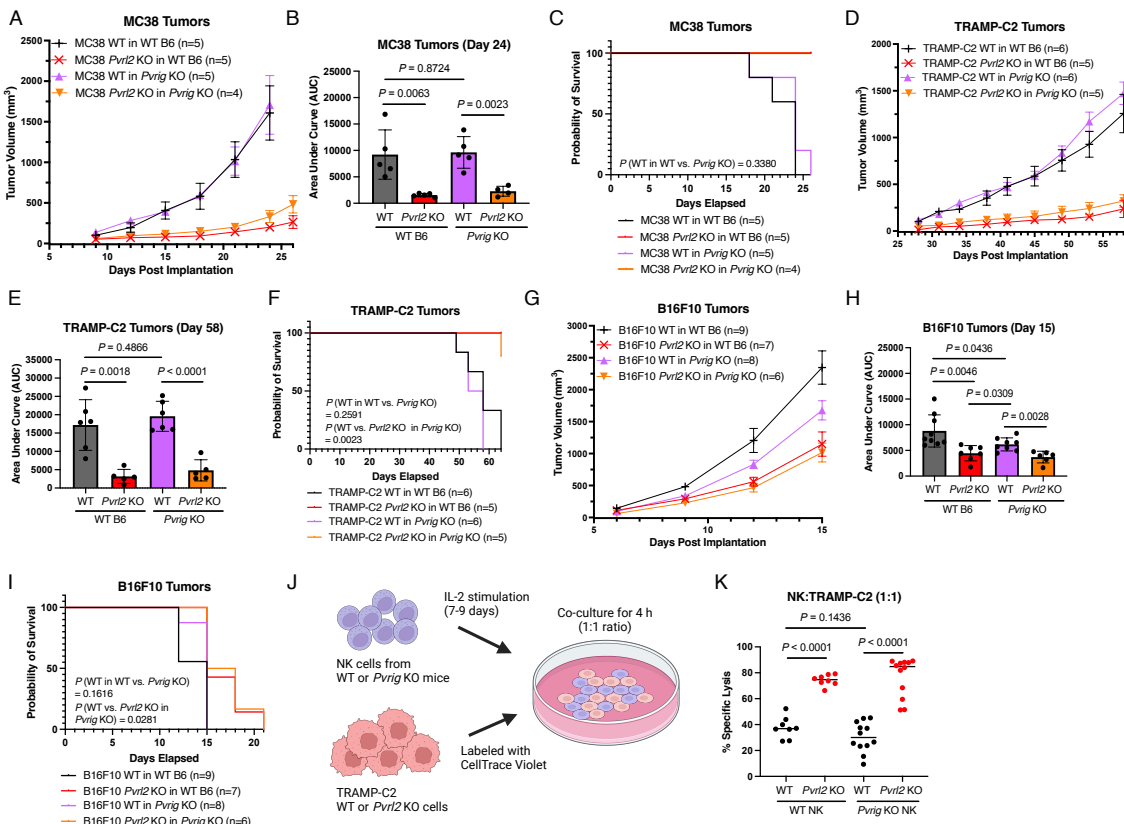 A
MC38 Tumors
MC38 WT in WT B6 (n=5)
MC38 Pvrl2 KO in WT B6 (n=5)
MC38 WT in Pvrig KO (n=5)
MC38 Pvrl2 KO in Pvrig KO (n=4)
Tumor Volume (mm³)
2500
2000
1500
1000
500
0
5 10 15 20 25
Days Post Implantation
B
MC38 Tumors (Day 24)
P = 0.8724
P = 0.0063
P = 0.0023
Area Under Curve (AUC)
25000
20000
15000
10000
5000
0
WT Pvrl2 KO WT Pvrl2 KO
WT B6 Pvrig KO
C
MC38 Tumors
Probability of Survival
100
50
0
P (WT in WT vs. Pvrig KO) = 0.3380
0 5 10 15 20 25
Days Elapsed
MC38 WT in WT B6 (n=5)
MC38 Pvrl2 KO in WT B6 (n=5)
MC38 WT in Pvrig KO (n=5)
MC38 Pvrl2 KO in Pvrig KO (n=4)
D
TRAMP-C2 Tumors
TRAMP-C2 WT in WT B6 (n=6)
TRAMP-C2 Pvrl2 KO in WT B6 (n=5)
TRAMP-C2 WT in Pvrig KO (n=6)
TRAMP-C2 Pvrl2 KO in Pvrig KO (n=5)
Tumor Volume (mm³)
2000
1750
1500
1250
1000
750
500
250
0
25 30 35 40 45 50 55
Days Post Implantation
E
TRAMP-C2 Tumors (Day 58)
P = 0.4866
P = 0.0018
P < 0.0001
Area Under Curve (AUC)
35000
30000
25000
20000
15000
10000
5000
0
WT Pvrl2 KO WT Pvrl2 KO
WT B6 Pvrig KO
F
TRAMP-C2 Tumors
Probability of Survival
100
50
0
P (WT in WT vs. Pvrig KO)
= 0.2591
P (WT vs. Pvrl2 KO in Pvrig KO) =
0.0023
0 10 20 30 40 50 60
Days Elapsed
TRAMP-C2 WT in WT B6 (n=6)
TRAMP-C2 Pvrl2 KO in WT B6 (n=5)
TRAMP-C2 WT in Pvrig KO (n=6)
TRAMP-C2 Pvrl2 KO in Pvrig KO (n=5)
G
B16F10 Tumors
B16F10 WT in WT B6 (n=9)
B16F10 Pvrl2 KO in WT B6 (n=7)
B16F10 WT in Pvrig KO (n=8)
B16F10 Pvrl2 KO in Pvrig KO (n=6)
Tumor Volume (mm³)
3000
2500
2000
1500
1000
500
0
5 10 15
Days Post Implantation
H
B16F10 Tumors (Day 15)
P = 0.0436
P = 0.0046
P = 0.0309
P = 0.0028
Area Under Curve (AUC)
20000
15000
10000
5000
0
WT Pvrl2 KO WT Pvrl2 KO
WT B6 Pvrig KO
I
B16F10 Tumors
Probability of Survival
100
50
0
P (WT in WT vs. Pvrig KO)
= 0.1616
P (WT vs. Pvrl2 KO in
Pvrig KO) = 0.0281
0 5 10 15 20
Days Elapsed
B16F10 WT in WT B6 (n=9)
B16F10 Pvrl2 KO in WT B6 (n=7)
B16F10 WT in Pvrig KO (n=8)
B16F10 Pvrl2 KO in Pvrig KO (n=6)
J
IL-2 stimulation
(7-9 days)
Co-culture for 4 h
(1:1 ratio)
NK cells from
WT or Pvrig KO mice
Labeled with
CellTrace Violet
TRAMP-C2
WT or Pvrl2 KO cells
K
NK:TRAMP-C2 (1:1)
P = 0.1436
P < 0.0001
P < 0.0001
% Specific Lysis
100
80
60
40
20
0
WT Pvrl2 KO WT Pvrl2 KO
WT NK Pvrig KO NK